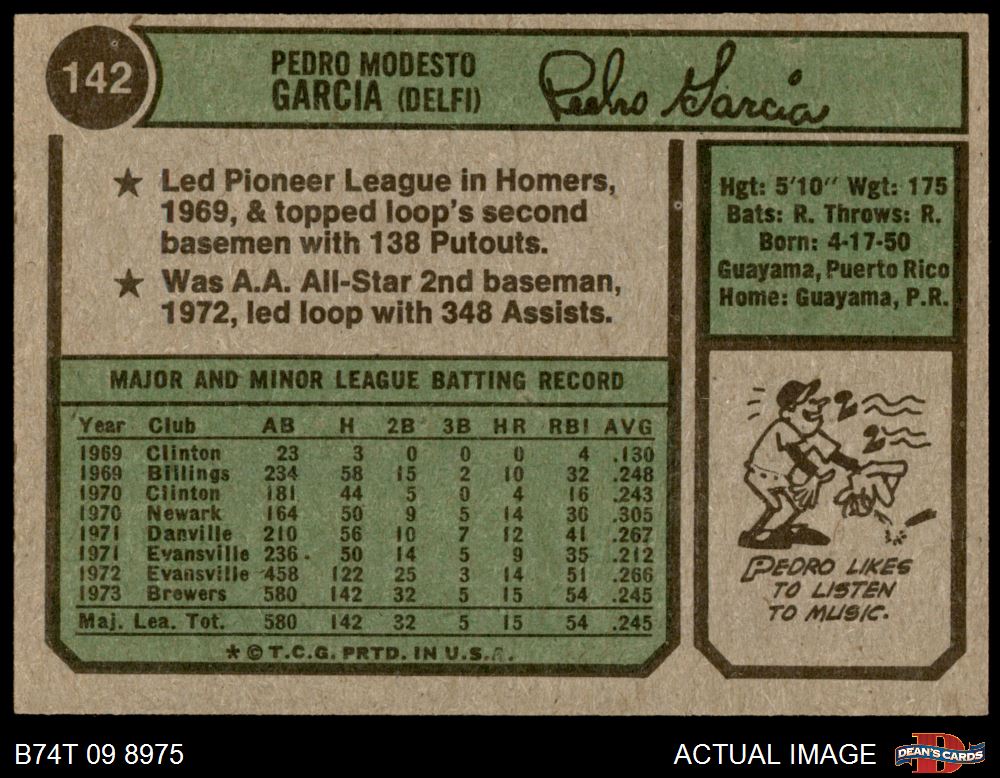 142
PEDRO MODESTO
GARCIA (DELFI)
Pedro Garcia
★ Led Pioneer League in Homers,
1969, & topped loop's second
basemen with 138 Putouts.
★ Was A.A. All-Star 2nd baseman,
1972, led loop with 348 Assists.
Hgt: 5'10" Wgt: 175
Bats: R. Throws: R.
Born: 4-17-50
Guayama, Puerto Rico
Home: Guayama, P.R.
MAJOR AND MINOR LEAGUE BATTING RECORD
Year Club AB H 2B 3B HR RBI AVG
1969 Clinton 23 3 0 0 0 4 .130
1969 Billings 234 58 15 2 10 32 .248
1970 Clinton 181 44 5 0 4 16 .243
1970 Newark 164 50 9 5 14 30 .305
1971 Danville 210 56 10 7 12 41 .267
1971 Evansville 236 50 14 5 9 35 .212
1972 Evansville 458 122 25 3 14 51 .266
1973 Brewers 580 142 32 5 15 54 .245
Maj. Lea. Tot. 580 142 32 5 15 54 .245
* © T.C.G. PRTD. IN U.S.A.
PEDRO LIKES
TO LISTEN
TO MUSIC.
B74T 09 8975
ACTUAL IMAGE
DEAN'S CARDS